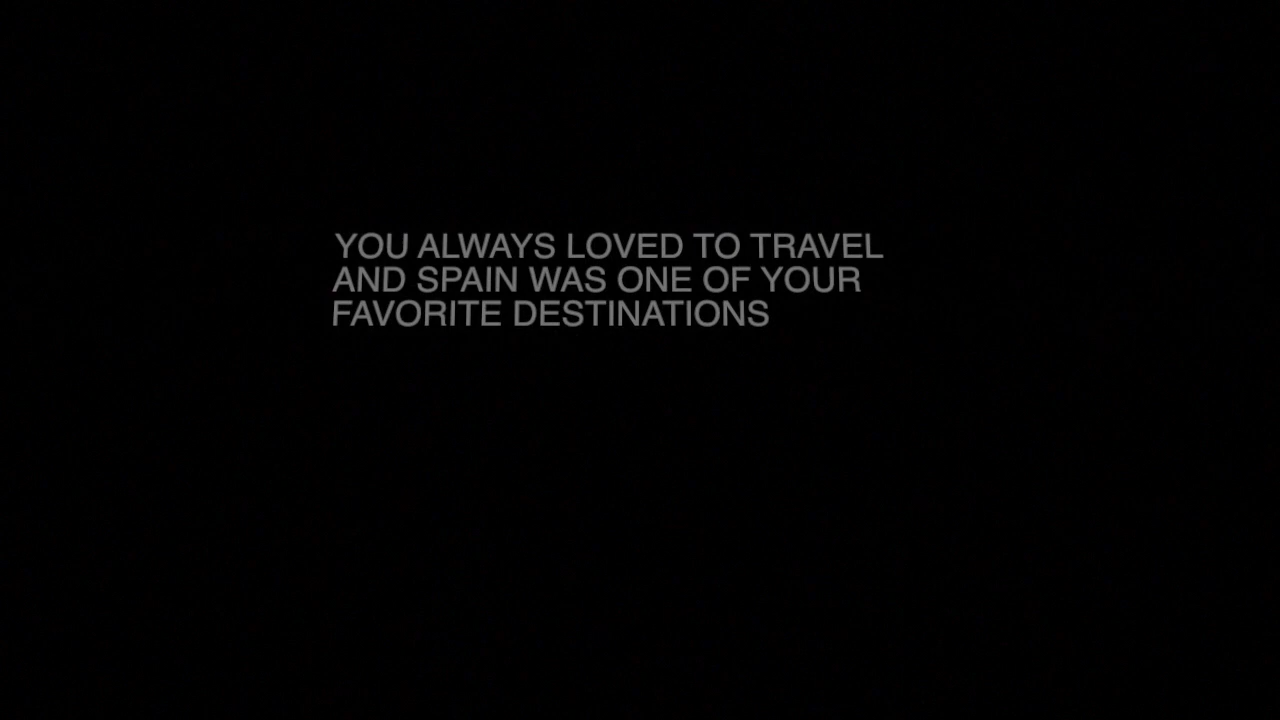 YOU ALWAYS LOVED TO TRAVEL
AND SPAIN WAS ONE OF YOUR
FAVORITE DESTINATIONS